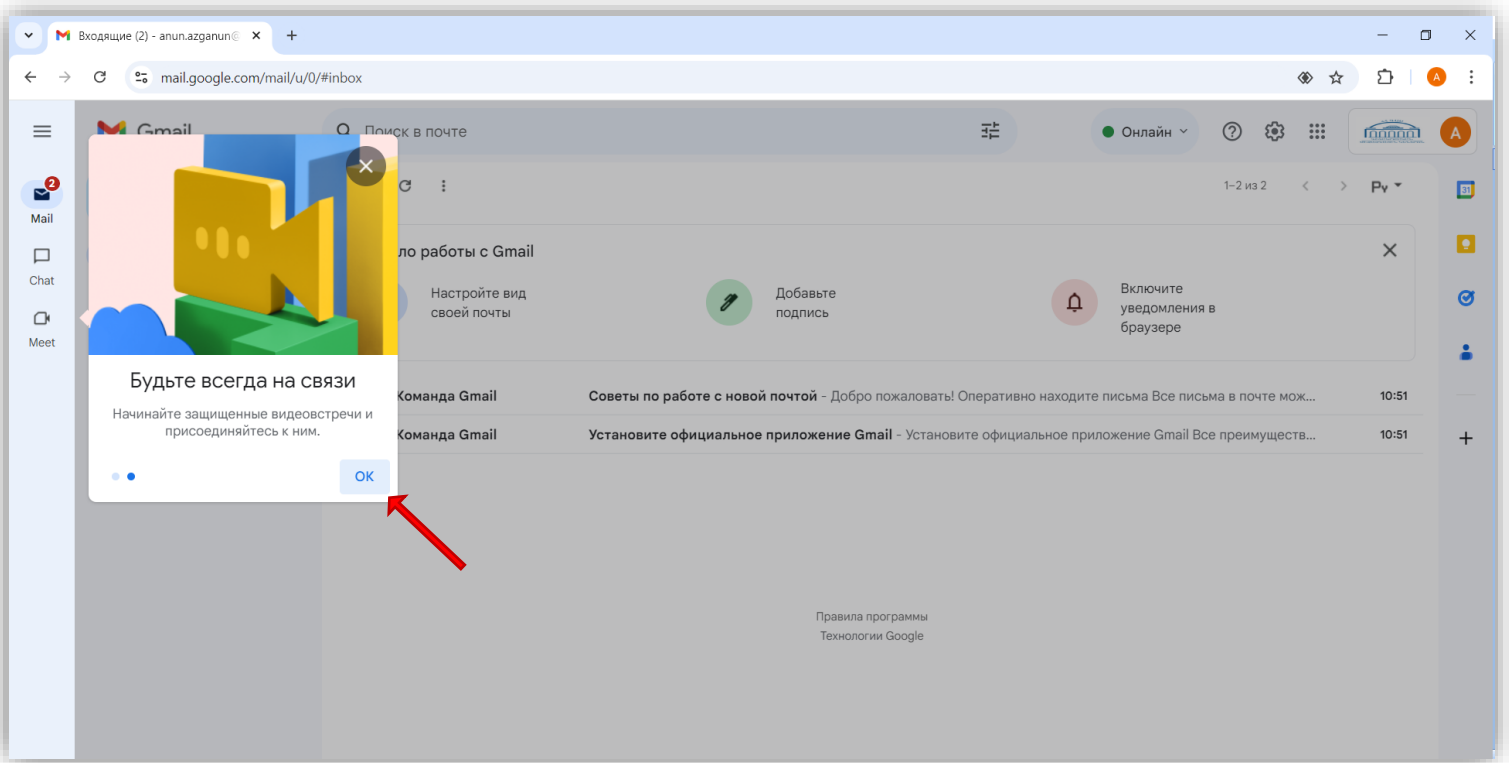 Входящие (2) - anun.azganun@
mail.google.com/mail/u/0/#inbox
Gmail
Поиск в почте
Онлайн
A
A
2
Mail
Chat
Meet
1–2 из 2
Ру
31
ло работы с Gmail
Настройте вид
своей почты
Добавьте
подпись
Включите
уведомления в
браузере
Будьте всегда на связи
Начинайте защищенные видеовстречи и
присоединяйтесь к ним.
ОК
Команда Gmail Советы по работе с новой почтой - Добро пожаловать! Оперативно находите письма Все письма в почте мож... 10:51
Команда Gmail Установите официальное приложение Gmail - Установите официальное приложение Gmail Все преимуществ... 10:51
Правила программы
Технологии Google